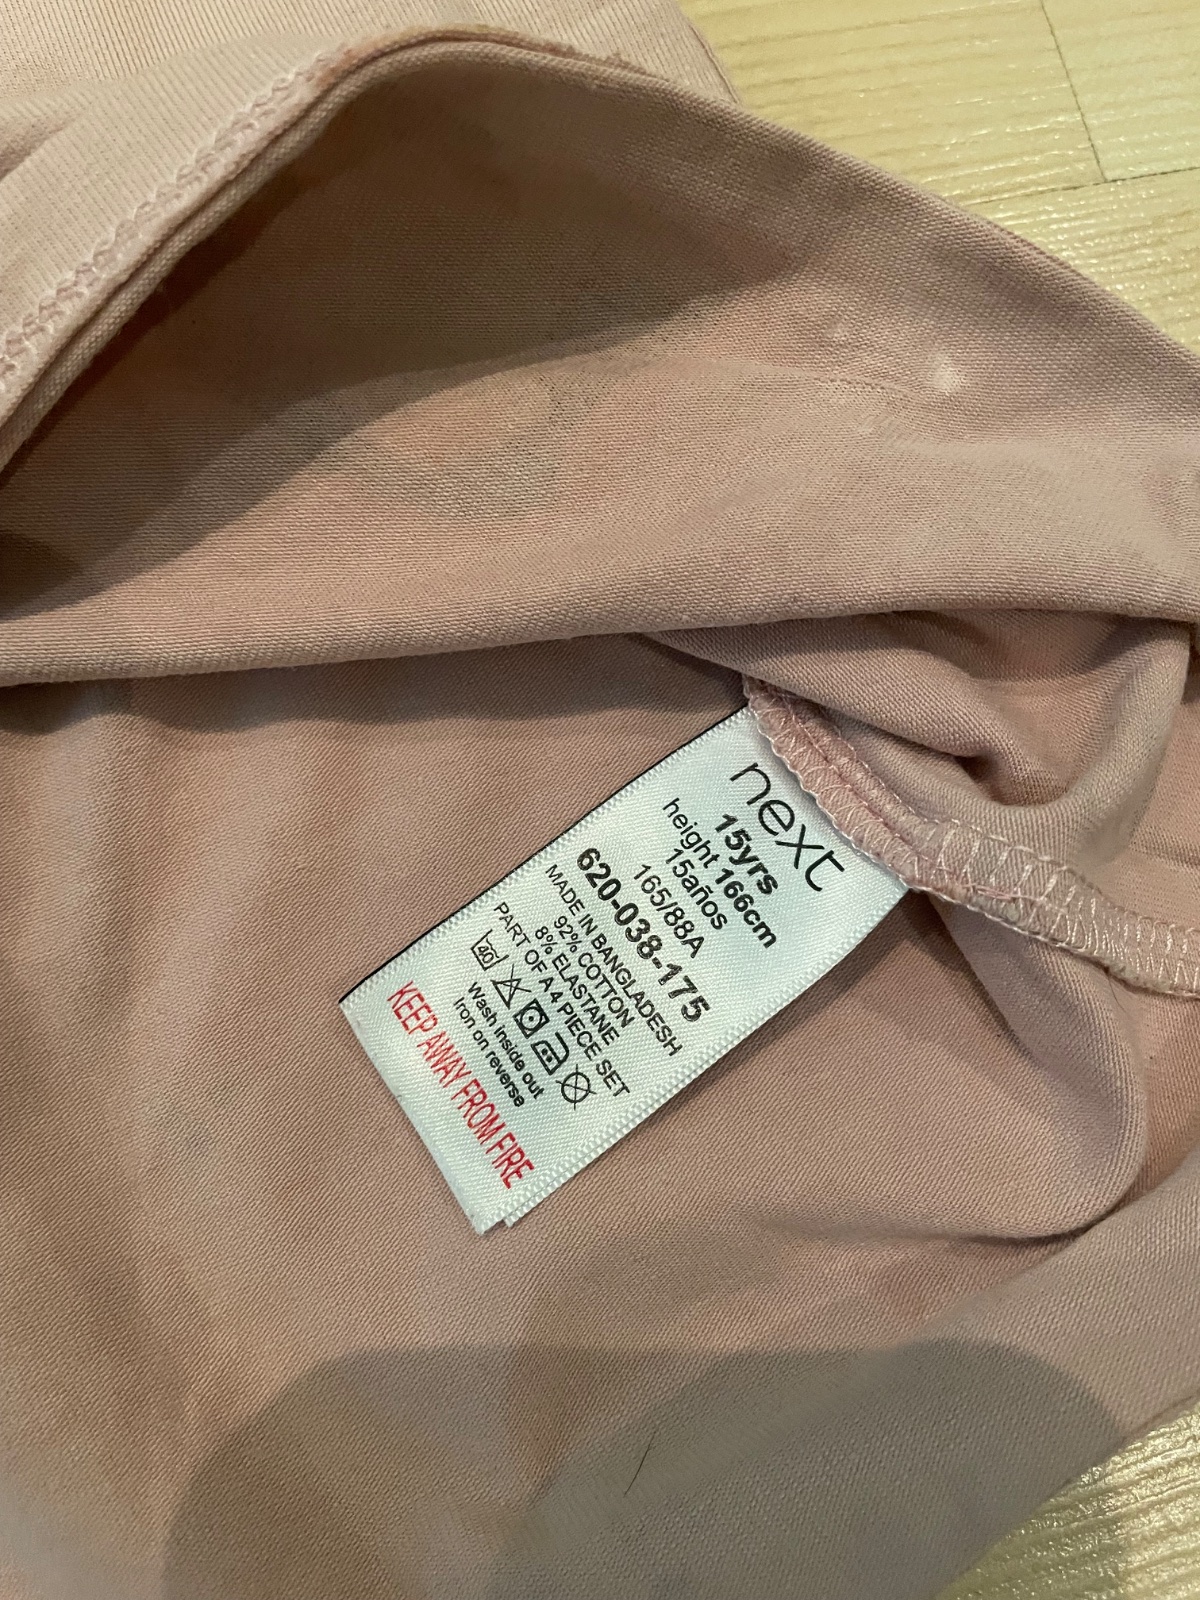 next
15yrs
height 166cm
15años
165/88A
620-038-175
MADE IN BANGLADESH
92% COTTON
8% ELASTANE
PART OF A 4 PIECE SET
40
Wash inside out
Iron on reverse
KEEP AWAY FROM FIRE